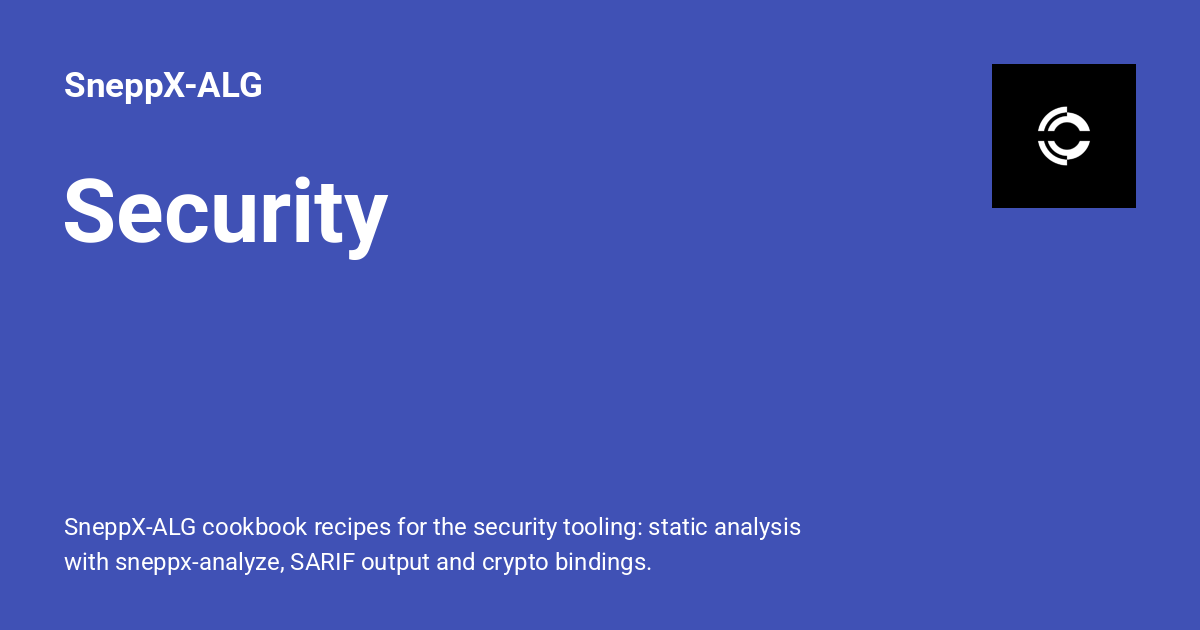 SneppX-ALG
Security
SneppX-ALG cookbook recipes for the security tooling: static analysis
with sneppx-analyze, SARIF output and crypto bindings.